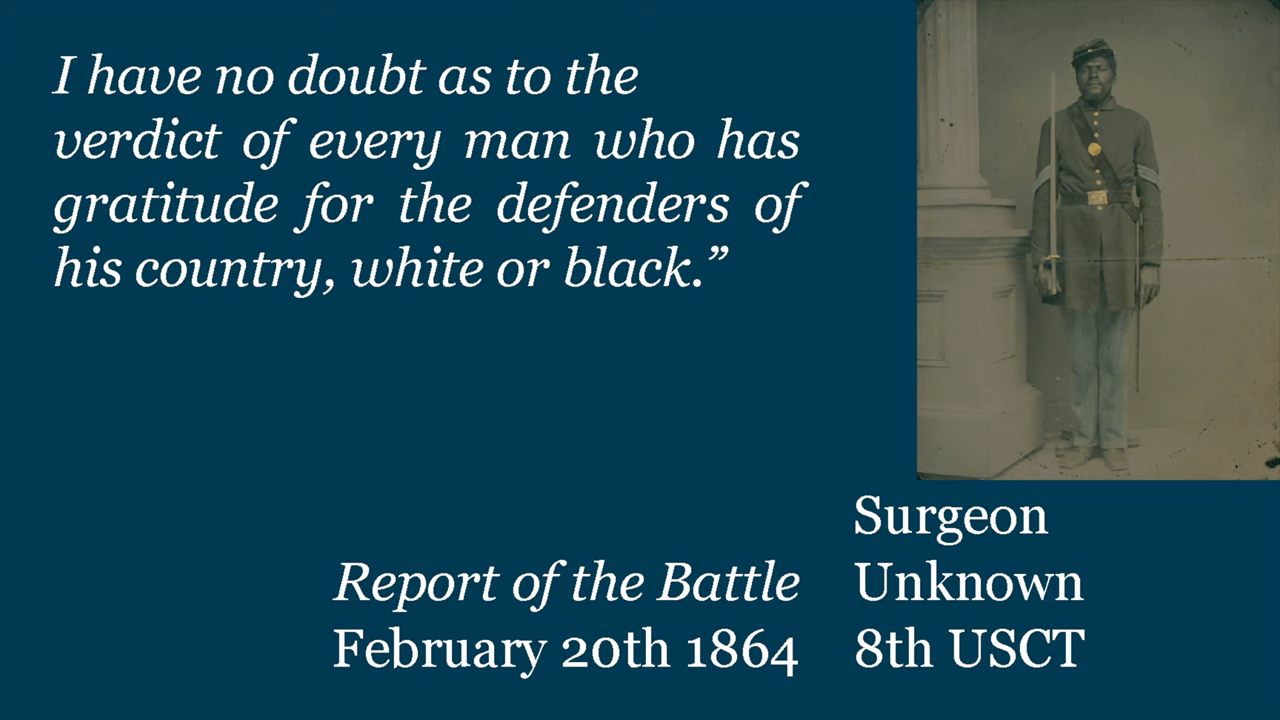 I have no doubt as to the
verdict of every man who has
gratitude for the defenders of
his country, white or black.”
Report of the Battle
February 20th 1864
Surgeon
Unknown
8th USCT